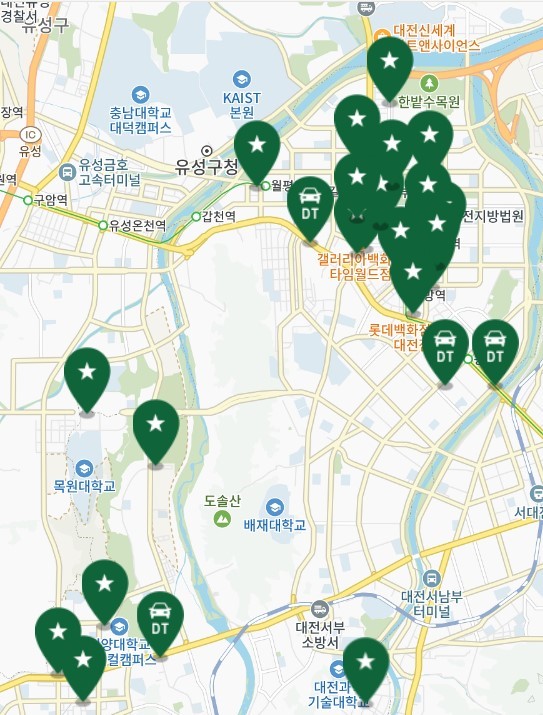 유성구
경찰서
대전신세계
트앤사이언스
KAIST
본원
충남대학교
대덕캠퍼스
한밭수목원
장역
IC
유성
유성구청
유성금호
고속터미널
월평
구암역
갑천역
유성온천역
DT
전지방법원
갤러리아백화
타임월드점
방역
롯데백화점
대전점
DT
DT
목원대학교
도솔산
배재대학교
서대전
대전서남부
터미널
DT
대전서부
소방서
양대학교
컬캠퍼스
대전과
기술대학